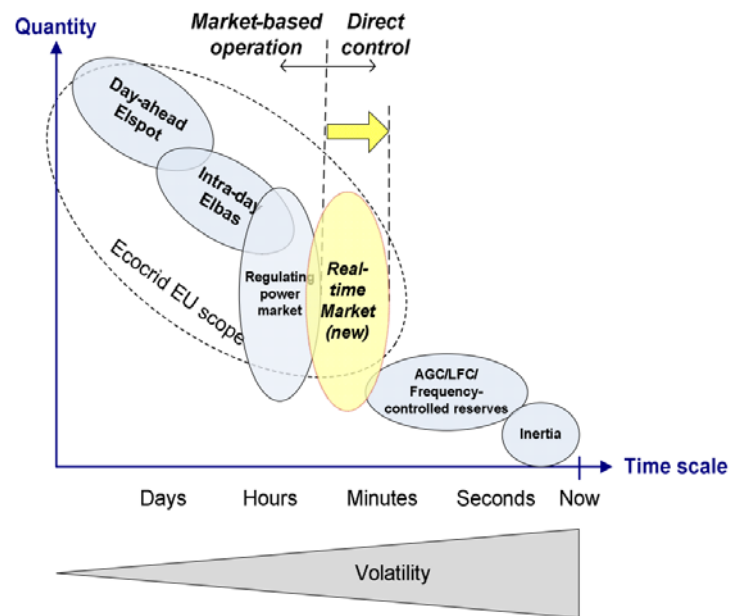 Quantity
Market-based
operation
Direct
control
Day-ahead
Elspot
Intra-day
Elbas
Ecocrid EU scope
Regulating
power
market
Real-
time
Market
(new)
AGC/LFC/
Frequency-
controlled reserves
Inertia
Time scale
Days
Hours
Minutes
Seconds
Now
Volatility